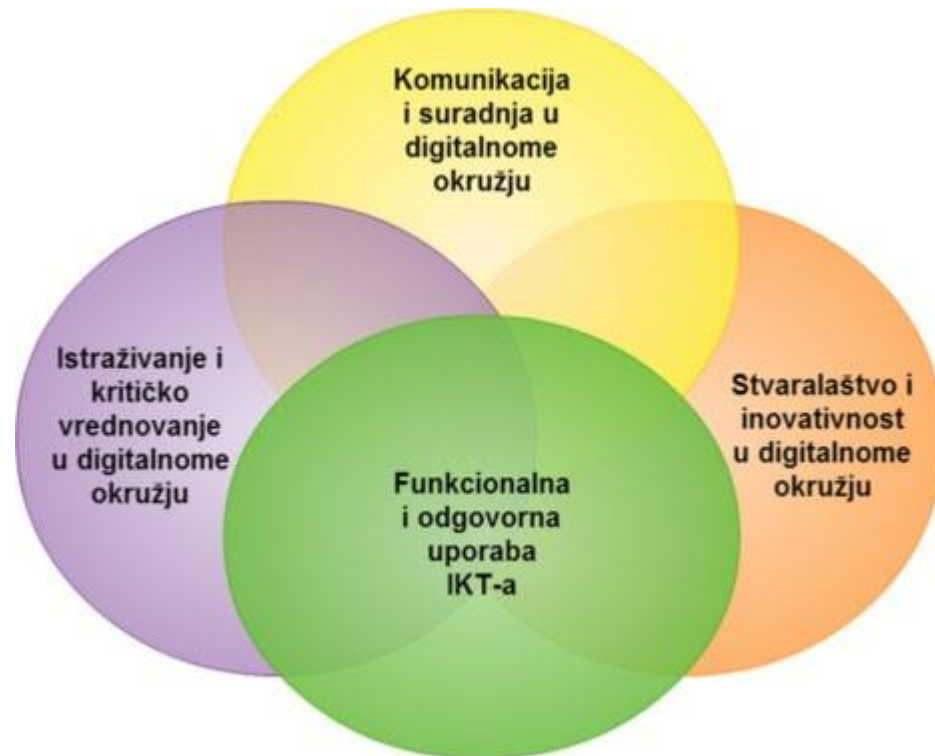 Komunikacija
i suradnja u
digitalnome
okružju
Istraživanje i
kritičko
vrednovanje
u digitalnome
okružju
Stvaralaštvo i
inovativnost
u digitalnome
okružju
Funkcionalna
i odgovorna
uporaba
IKT-a